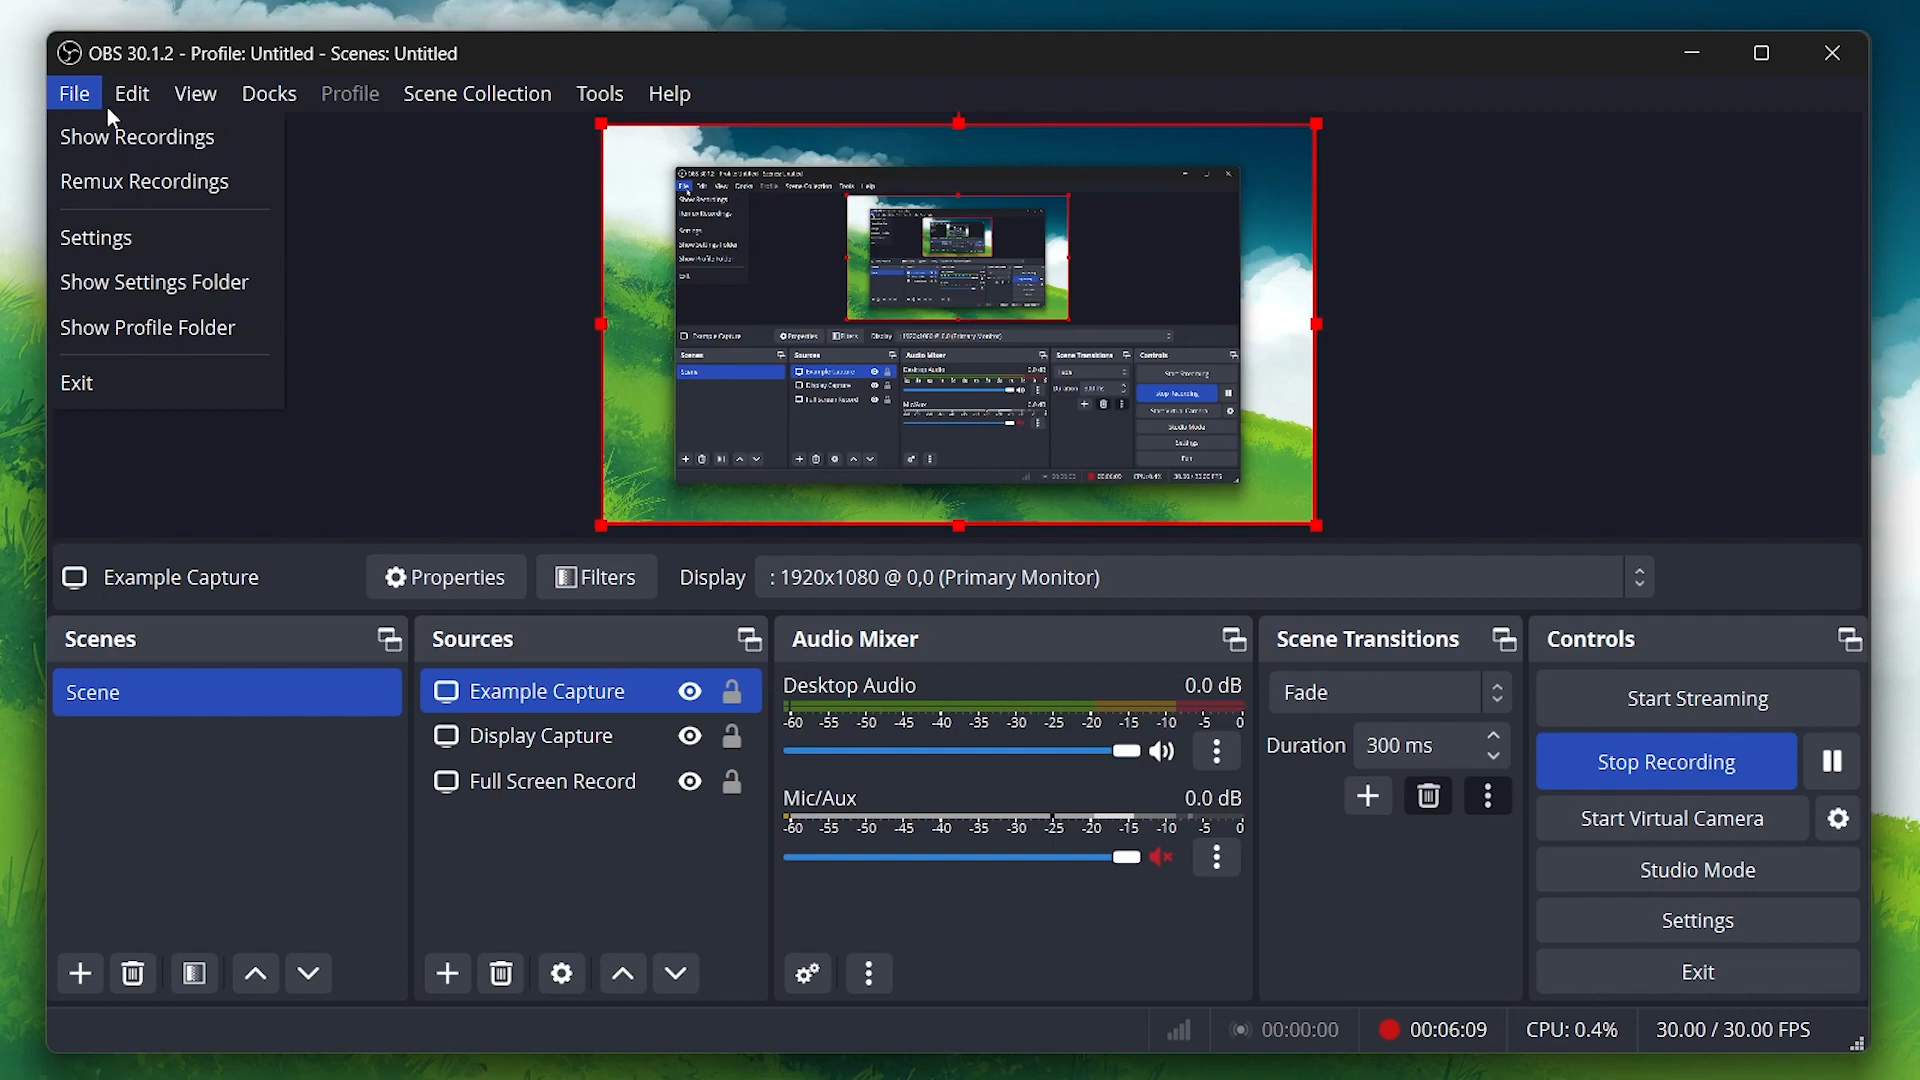 OBS 30.1.2 - Profile: Untitled - Scenes: Untitled
File Edit View Docks Profile Scene Collection Tools Help
Show Recordings
Remux Recordings
Settings
Show Settings Folder
Show Profile Folder
Exit
Example Capture Properties Filters Display : 1920x1080 @ 0,0 (Primary Monitor)
Scenes
Scene
Sources
Example Capture
Display Capture
Full Screen Record
Audio Mixer
Desktop Audio 0.0 dB
-60 -55 -50 -45 -40 -35 -30 -25 -20 -15 -10 -5 0
Mic/Aux 0.0 dB
-60 -55 -50 -45 -40 -35 -30 -25 -20 -15 -10 -5 0
Scene Transitions
Fade
Duration 300 ms
Controls
Start Streaming
Stop Recording
Start Virtual Camera
Studio Mode
Settings
Exit
00:00:00 00:06:09 CPU: 0.4% 30.00 / 30.00 FPS